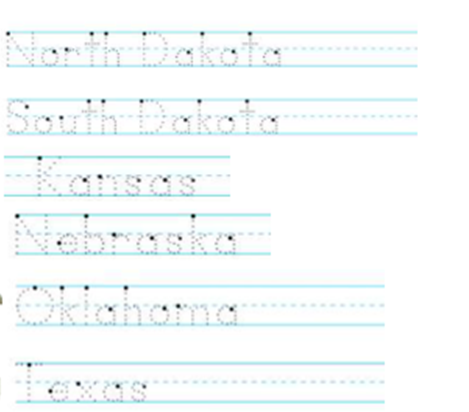 North Dakota
South Dakota
Kansas
Nebraska
Oklahoma
Texas